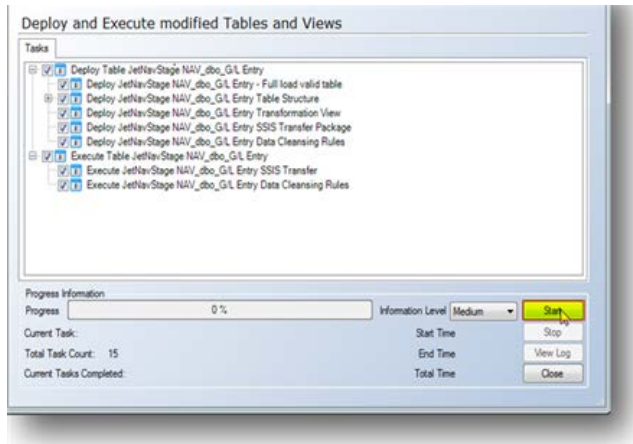 Deploy and Execute modified Tables and Views
Tasks
Deploy Table JetNavStage NAV_dbo_G/L Entry
Deploy JetNavStage NAV_dbo_G/L Entry - Full load valid table
Deploy JetNavStage NAV_dbo_G/L Entry Table Structure
Deploy JetNavStage NAV_dbo_G/L Entry Transformation View
Deploy JetNavStage NAV_dbo_G/L Entry SSIS Transfer Package
Deploy JetNavStage NAV_dbo_G/L Entry Data Cleansing Rules
Execute Table JetNavStage NAV_dbo_G/L Entry
Execute JetNavStage NAV_dbo_G/L Entry SSIS Transfer
Execute JetNavStage NAV_dbo_G/L Entry Data Cleansing Rules
Progress Information
Progress 0 % Information Level Medium Start
Current Task: Start Time Stop
Total Task Count: 15 End Time View Log
Current Tasks Completed: Total Time Close